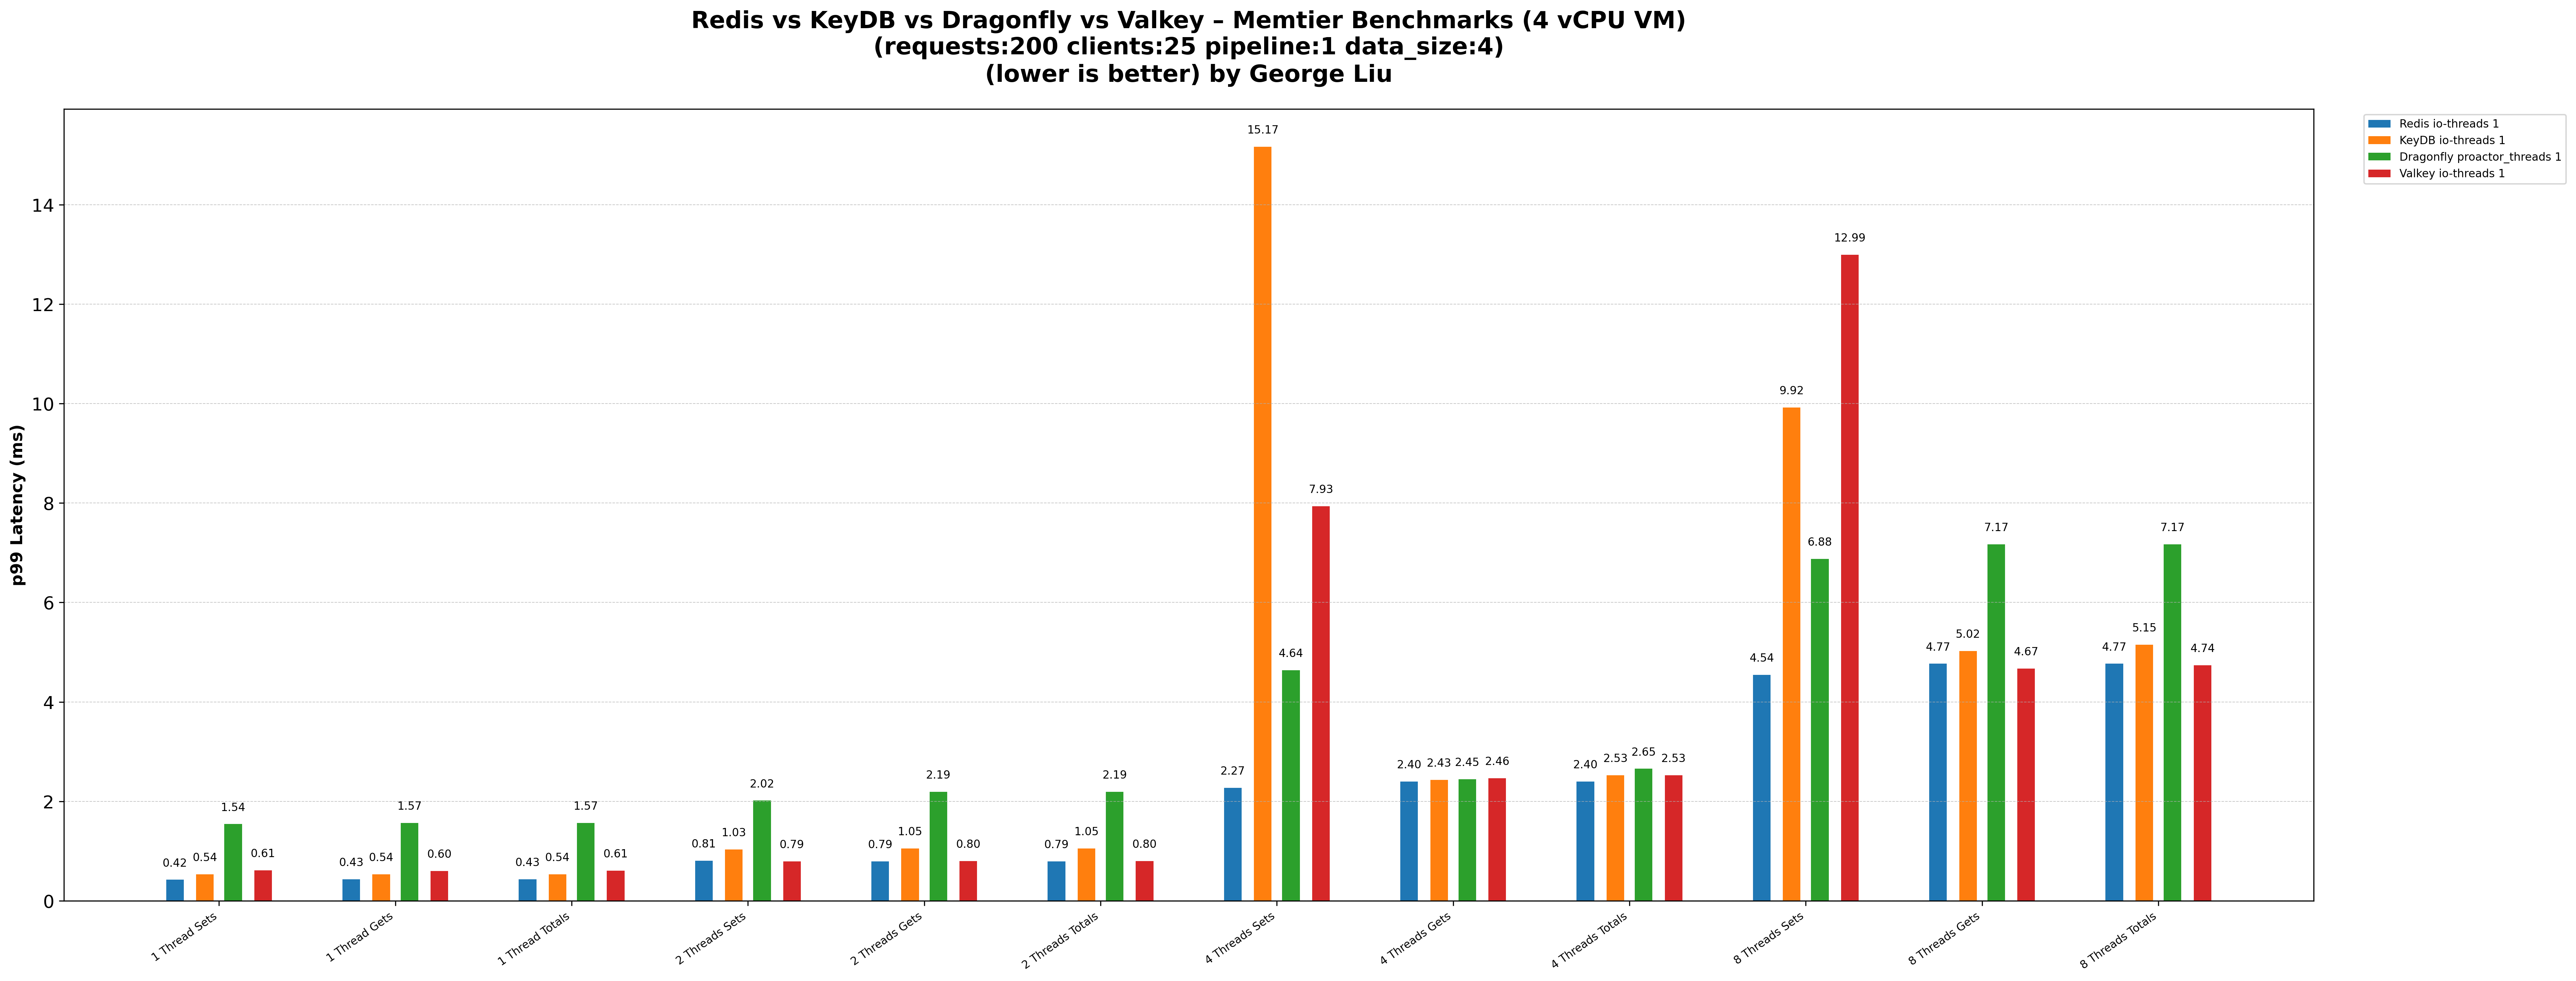 Redis vs KeyDB vs Dragonfly vs Valkey – Memtier Benchmarks (4 vCPU VM)
(requests:200 clients:25 pipeline:1 data_size:4)
(lower is better) by George Liu
Redis io-threads 1
KeyDB io-threads 1
Dragonfly proactor_threads 1
Valkey io-threads 1
p99 Latency (ms)
14
12
10
8
6
4
2
0
0.42 0.54 1.54 0.61
0.43 0.54 1.57 0.60
0.43 0.54 1.57 0.61
0.81 1.03 2.02 0.79
0.79 1.05 2.19 0.80
0.79 1.05 2.19 0.80
2.27 15.17 4.64 7.93
2.40 2.43 2.45 2.46
2.40 2.53 2.65 2.53
4.54 9.92 6.88 12.99
4.77 5.02 7.17 4.67
4.77 5.15 7.17 4.74
1 Thread Sets
1 Thread Gets
1 Thread Totals
2 Threads Sets
2 Threads Gets
2 Threads Totals
4 Threads Sets
4 Threads Gets
4 Threads Totals
8 Threads Sets
8 Threads Gets
8 Threads Totals